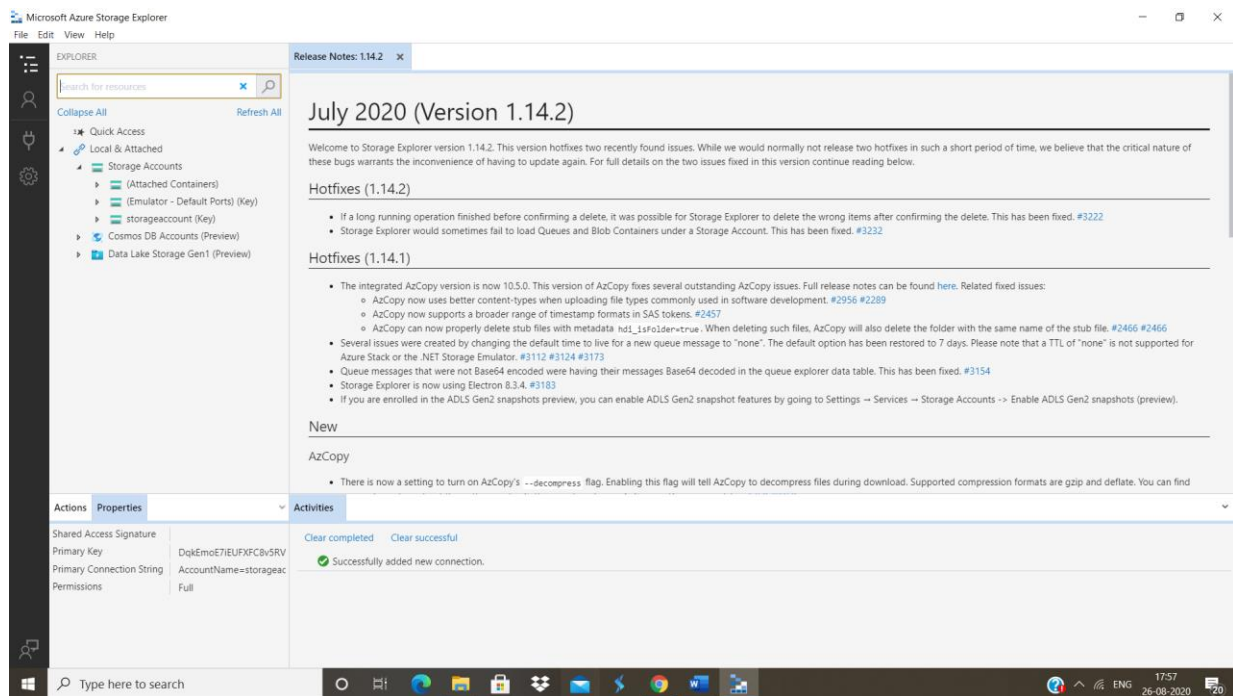 Microsoft Azure Storage Explorer
File Edit View Help
EXPLORER
Search for resources
Collapse All Refresh All
Quick Access
Local & Attached
Storage Accounts
(Attached Containers)
(Emulator - Default Ports) (Key)
storageaccount (Key)
Cosmos DB Accounts (Preview)
Data Lake Storage Gen1 (Preview)
Release Notes: 1.14.2
July 2020 (Version 1.14.2)
Welcome to Storage Explorer version 1.14.2. This version hotfixes two recently found issues. While we would normally not release two hotfixes in such a short period of time, we believe that the critical nature of
these bugs warrants the inconvenience of having to update again. For full details on the two issues fixed in this version continue reading below.
Hotfixes (1.14.2)
• If a long running operation finished before confirming a delete, it was possible for Storage Explorer to delete the wrong items after confirming the delete. This has been fixed. #3222
• Storage Explorer would sometimes fail to load Queues and Blob Containers under a Storage Account. This has been fixed. #3232
Hotfixes (1.14.1)
• The integrated AzCopy version is now 10.5.0. This version of AzCopy fixes several outstanding AzCopy issues. Full release notes can be found here. Related fixed issues:
○ AzCopy now uses better content-types when uploading file types commonly used in software development. #2956 #2289
○ AzCopy now supports a broader range of timestamp formats in SAS tokens. #2457
○ AzCopy can now properly delete stub files with metadata hdi_isFolder=true. When deleting such files, AzCopy will also delete the folder with the same name of the stub file. #2466 #2466
• Several issues were created by changing the default time to live for a new queue message to "none". The default option has been restored to 7 days. Please note that a TTL of "none" is not supported for
Azure Stack or the .NET Storage Emulator. #3112 #3124 #3173
• Queue messages that were not Base64 encoded were having their messages Base64 decoded in the queue explorer data table. This has been fixed. #3154
• Storage Explorer is now using Electron 8.3.4. #3183
• If you are enrolled in the ADLS Gen2 snapshots preview, you can enable ADLS Gen2 snapshot features by going to Settings → Services → Storage Accounts -> Enable ADLS Gen2 snapshots (preview).
New
AzCopy
• There is now a setting to turn on AzCopy's --decompress flag. Enabling this flag will tell AzCopy to decompress files during download. Supported compression formats are gzip and deflate. You can find
Actions Properties
Shared Access Signature
Primary Key DqkEmoE7iEUFXFC8v5RV
Primary Connection String AccountName=storageac
Permissions Full
Activities
Clear completed Clear successful
Successfully added new connection.
Type here to search
ENG
17:57
26-08-2020
20